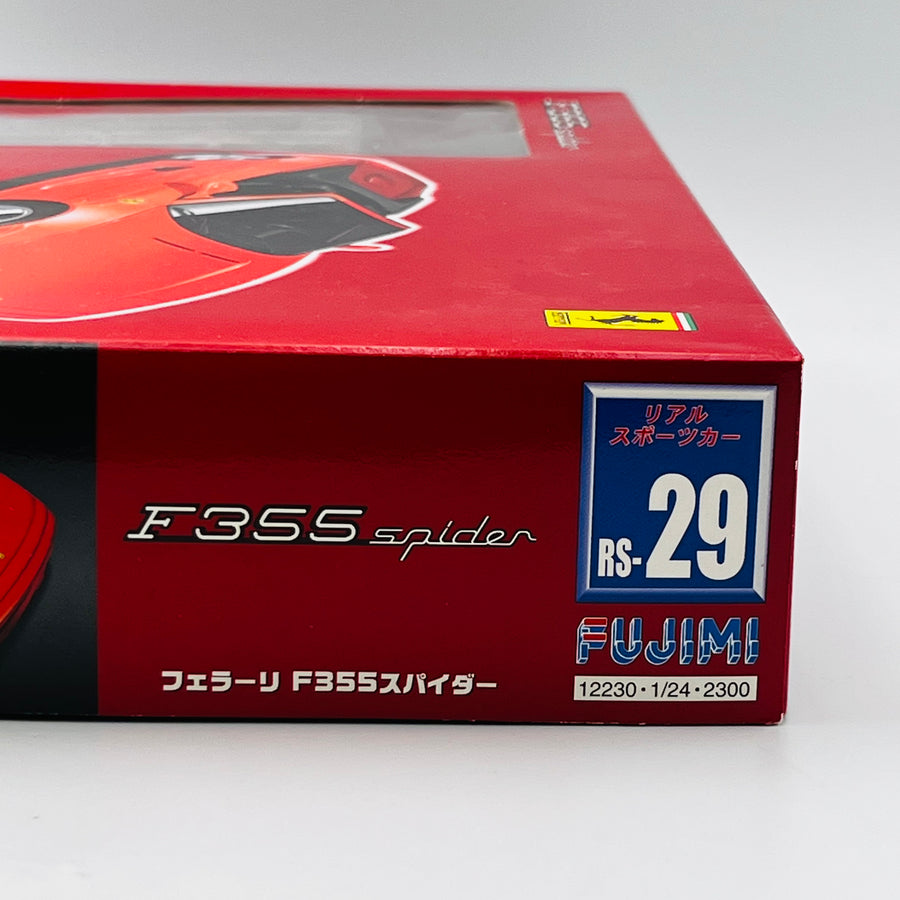 F355 spider
フェラーリ F355スパイダー
リアル
スポーツカー
RS-29
FUJIMI
12230・1/24・2300